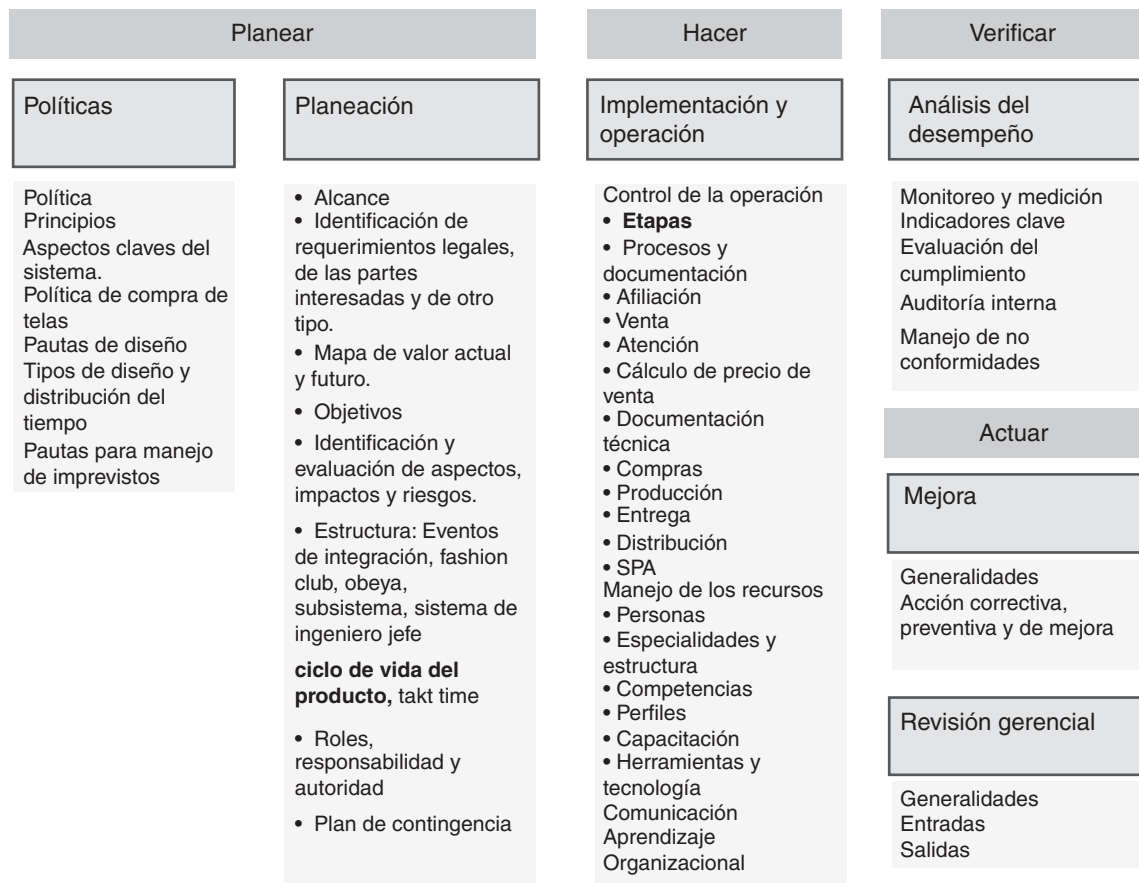 Planear
Políticas
Política
Principios
Aspectos claves del
sistema.
Política de compra de
telas
Pautas de diseño
Tipos de diseño y
distribución del
tiempo
Pautas para manejo
de imprevistos
Planeación
• Alcance
• Identificación de
requerimientos legales,
de las partes
interesadas y de otro
tipo.
• Mapa de valor actual
y futuro.
• Objetivos
• Identificación y
evaluación de aspectos,
impactos y riesgos.
• Estructura: Eventos
de integración, fashion
club, obeya,
subsistema, sistema de
ingeniero jefe
ciclo de vida del
producto, takt time
• Roles,
responsabilidad y
autoridad
• Plan de contingencia
Hacer
Implementación y
operación
Control de la operación
• Etapas
• Procesos y
documentación
• Afiliación
• Venta
• Atención
• Cálculo de precio de
venta
• Documentación
técnica
• Compras
• Producción
• Entrega
• Distribución
• SPA
Manejo de los recursos
• Personas
• Especialidades y
estructura
• Competencias
• Perfiles
• Capacitación
• Herramientas y
tecnología
Comunicación
Aprendizaje
Organizacional
Verificar
Análisis del
desempeño
Monitoreo y medición
Indicadores clave
Evaluación del
cumplimiento
Auditoría interna
Manejo de no
conformidades
Actuar
Mejora
Generalidades
Acción correctiva,
preventiva y de mejora
Revisión gerencial
Generalidades
Entradas
Salidas